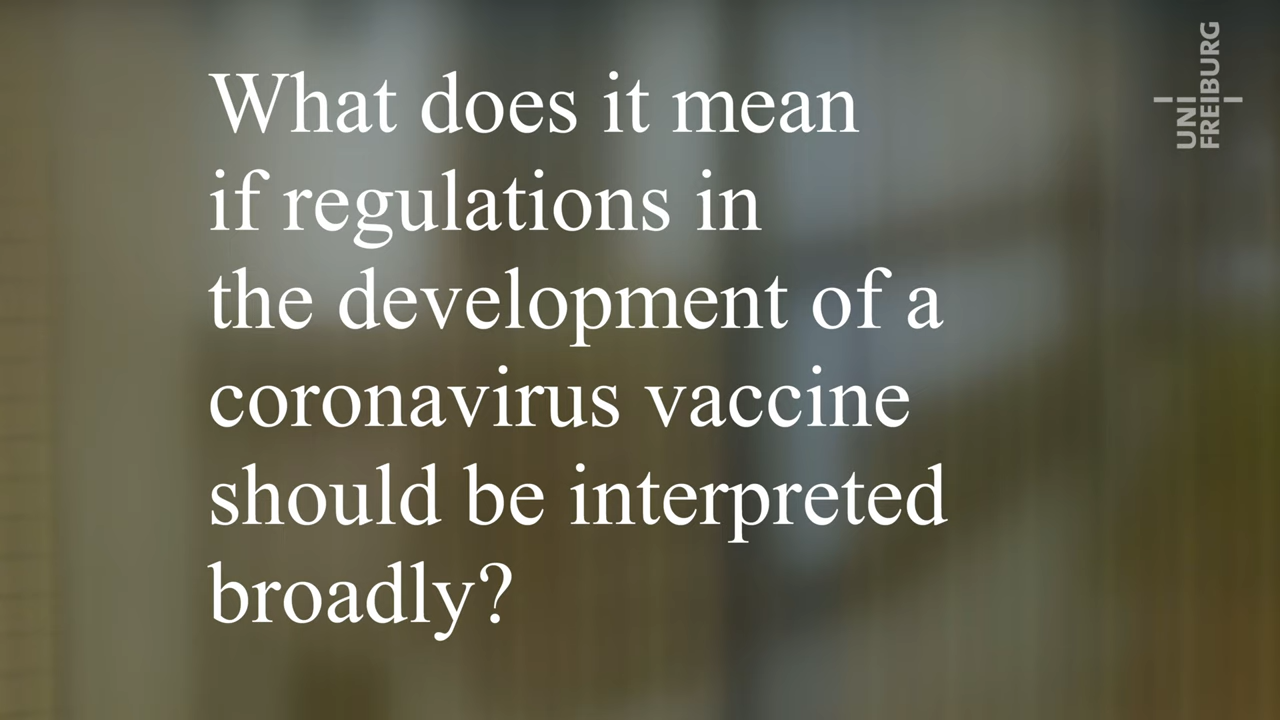 What does it mean
if regulations in
the development of a
coronavirus vaccine
should be interpreted
broadly?
UNI
FREIBURG